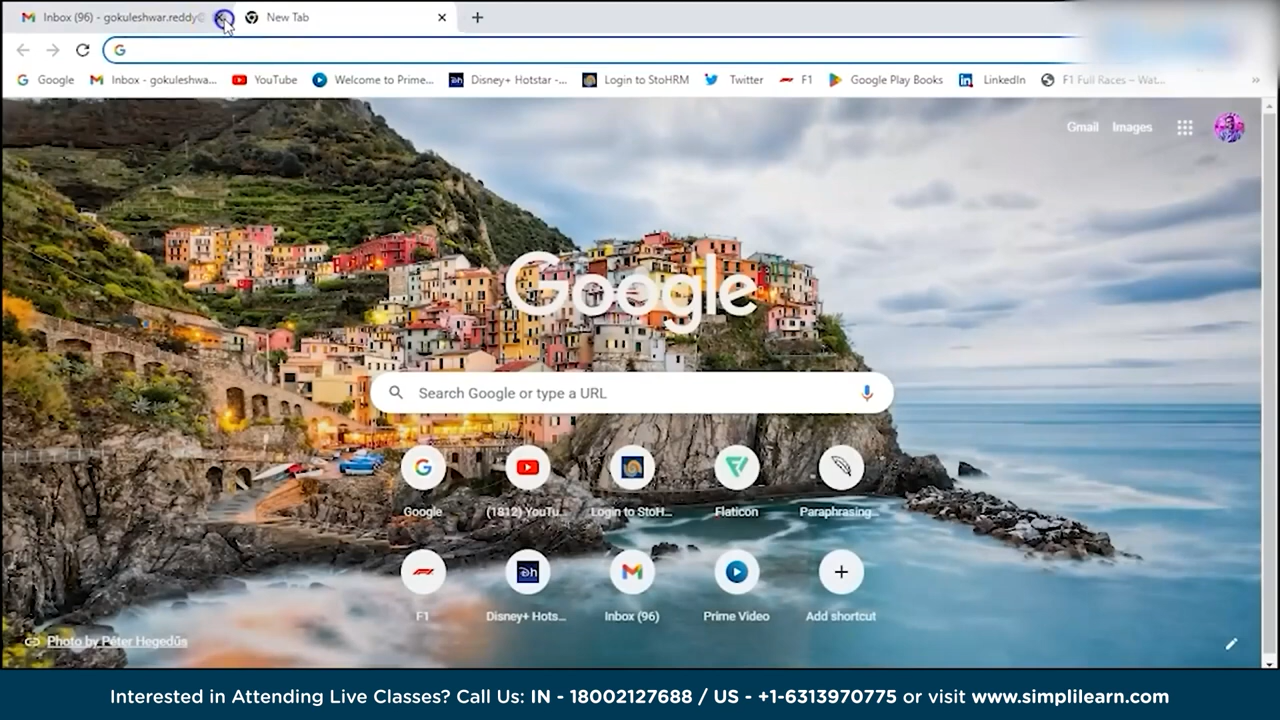 Inbox (96) - gokuleshwar.reddy
New Tab
Google
Inbox - gokuleshwa...
YouTube
Welcome to Prime...
Disney+ Hotstar -...
Login to StoHRM
Twitter
F1
Google Play Books
LinkedIn
F1 Full Races – Wat...
Gmail
Images
Google
Search Google or type a URL
Google
(1812) YouTu...
Login to StoH...
Flaticon
Paraphrasing...
F1
Disney+ Hots...
Inbox (96)
Prime Video
Add shortcut
Photo by Péter Hegedűs
Interested in Attending Live Classes? Call Us: IN - 18002127688 / US - +1-6313970775 or visit www.simplilearn.com